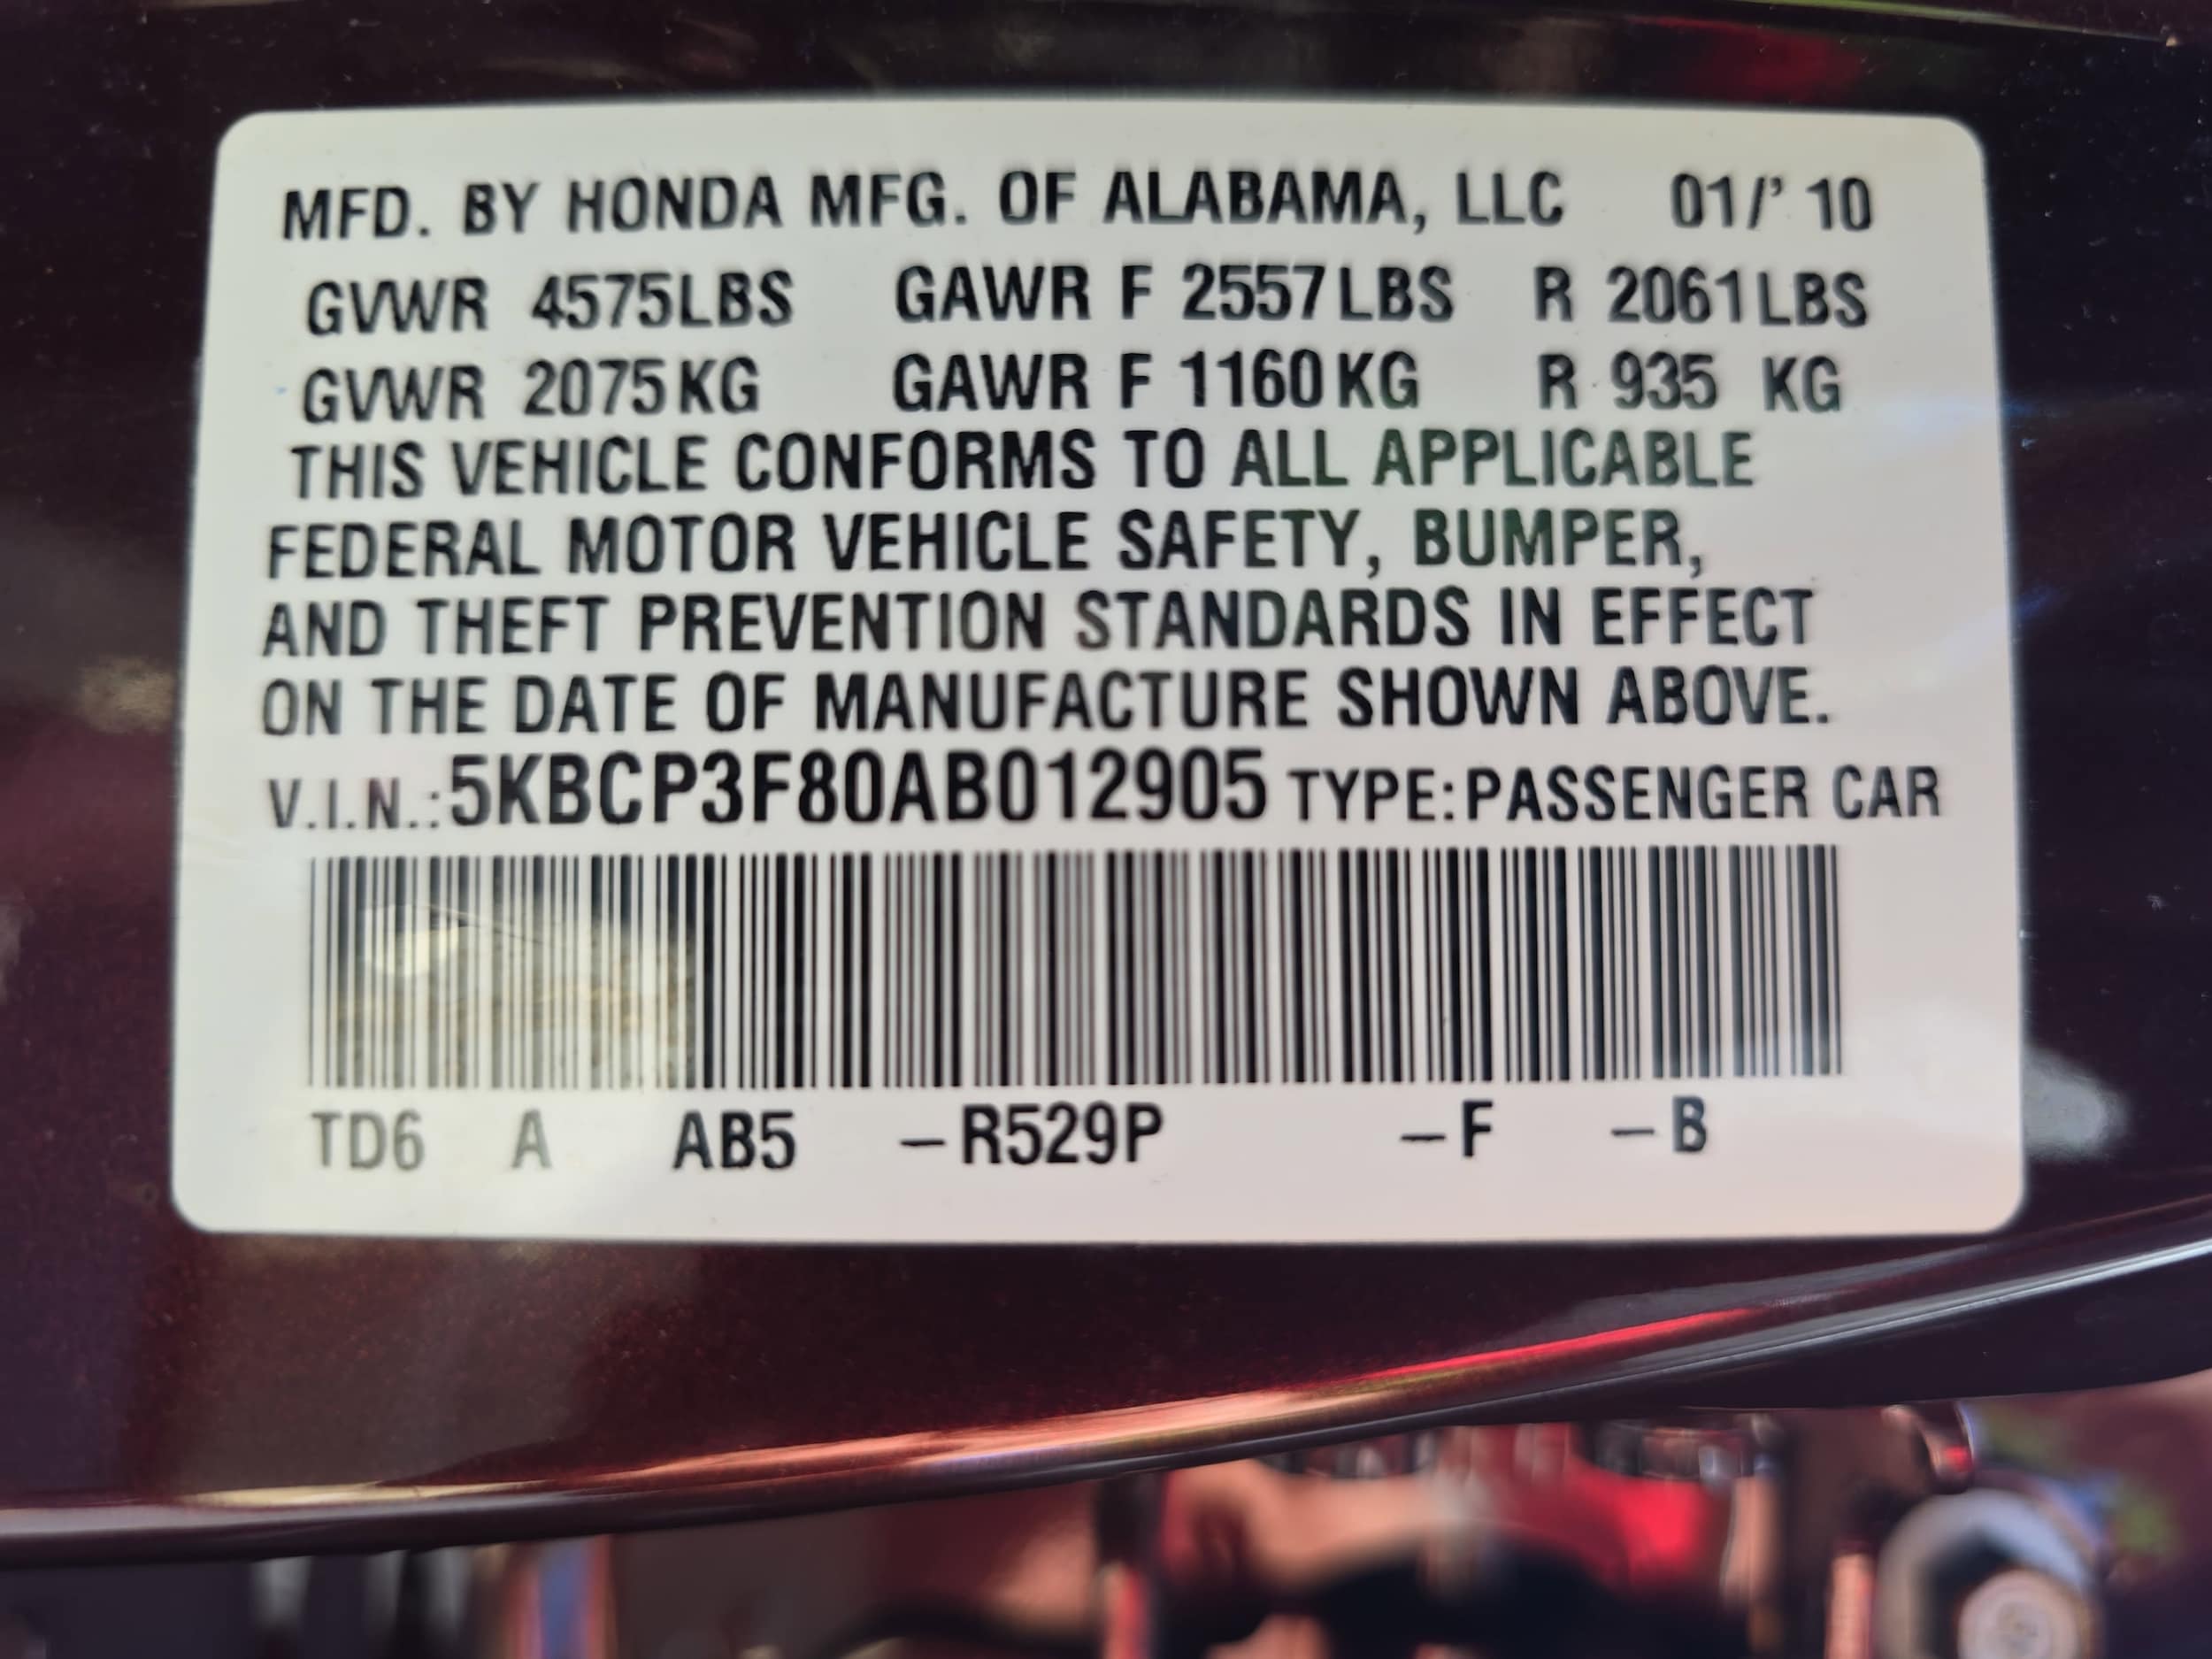 MFD. BY HONDA MFG. OF ALABAMA, LLC 01/' 10
GVWR 4575LBS GAWR F 2557LBS R 2061LBS
GVWR 2075KG GAWR F 1160KG R 935 KG
THIS VEHICLE CONFORMS TO ALL APPLICABLE
FEDERAL MOTOR VEHICLE SAFETY, BUMPER,
AND THEFT PREVENTION STANDARDS IN EFFECT
ON THE DATE OF MANUFACTURE SHOWN ABOVE.
V.I.N.:5KBCP3F80AB012905 TYPE:PASSENGER CAR
TD6 A AB5 –R529P –F –B